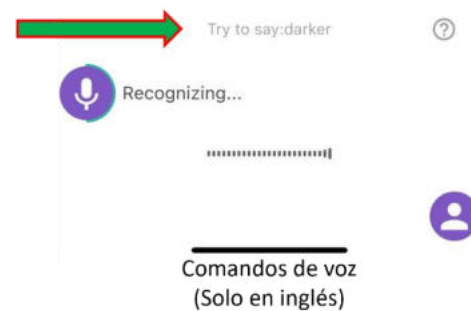 Try to say:darker
Recognizing...
Comandos de voz
(Solo en inglés)